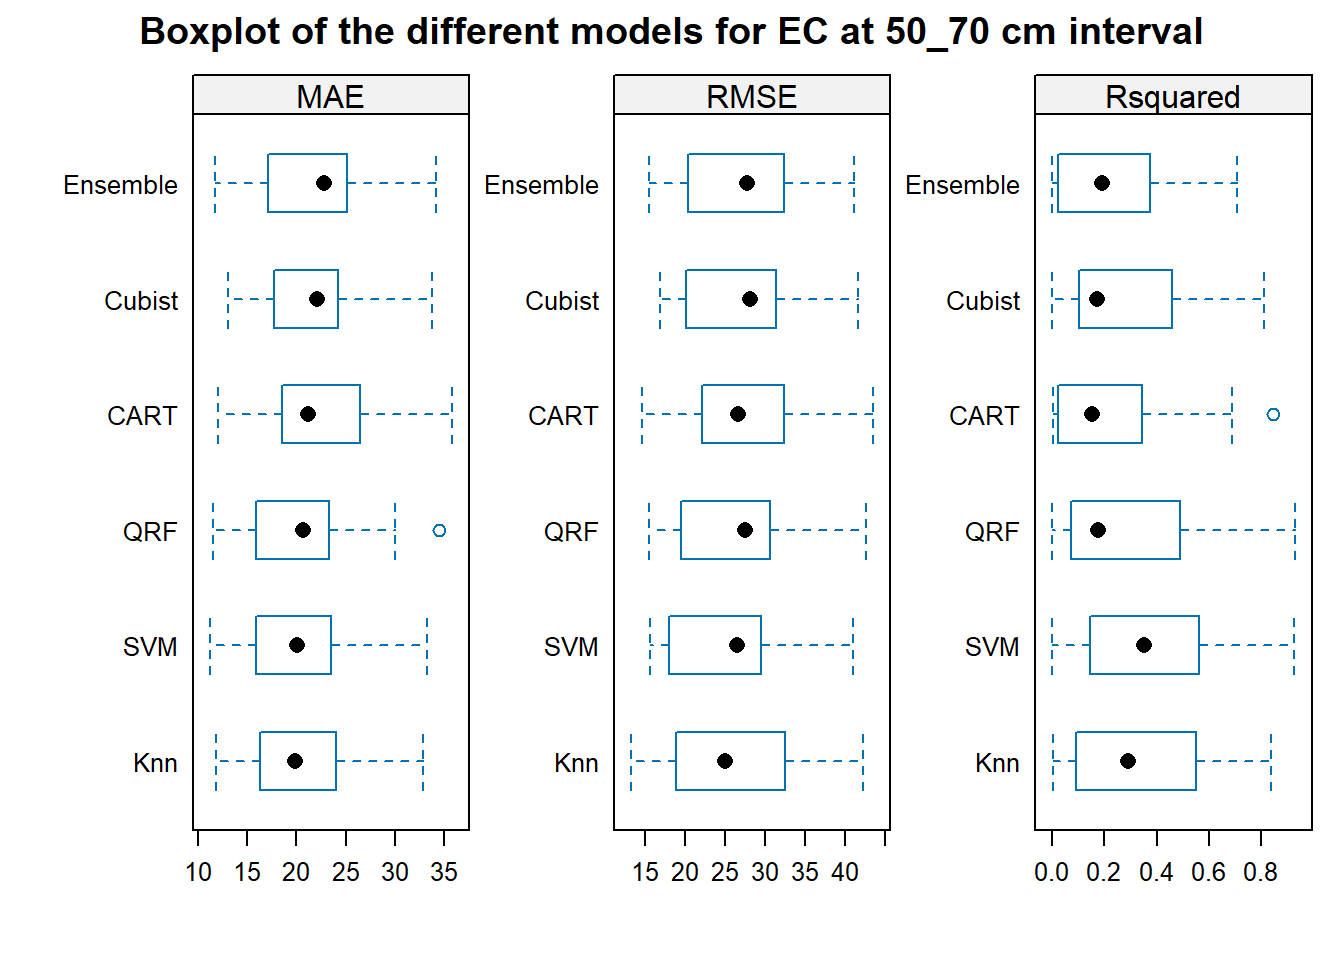 Boxplot of the different models for EC at 50_70 cm interval
MAE
Ensemble
Cubist
CART
QRF
SVM
Knn
10 15 20 25 30 35
RMSE
Ensemble
Cubist
CART
QRF
SVM
Knn
15 20 25 30 35 40
Rsquared
Ensemble
Cubist
CART
QRF
SVM
Knn
0.0 0.2 0.4 0.6 0.8